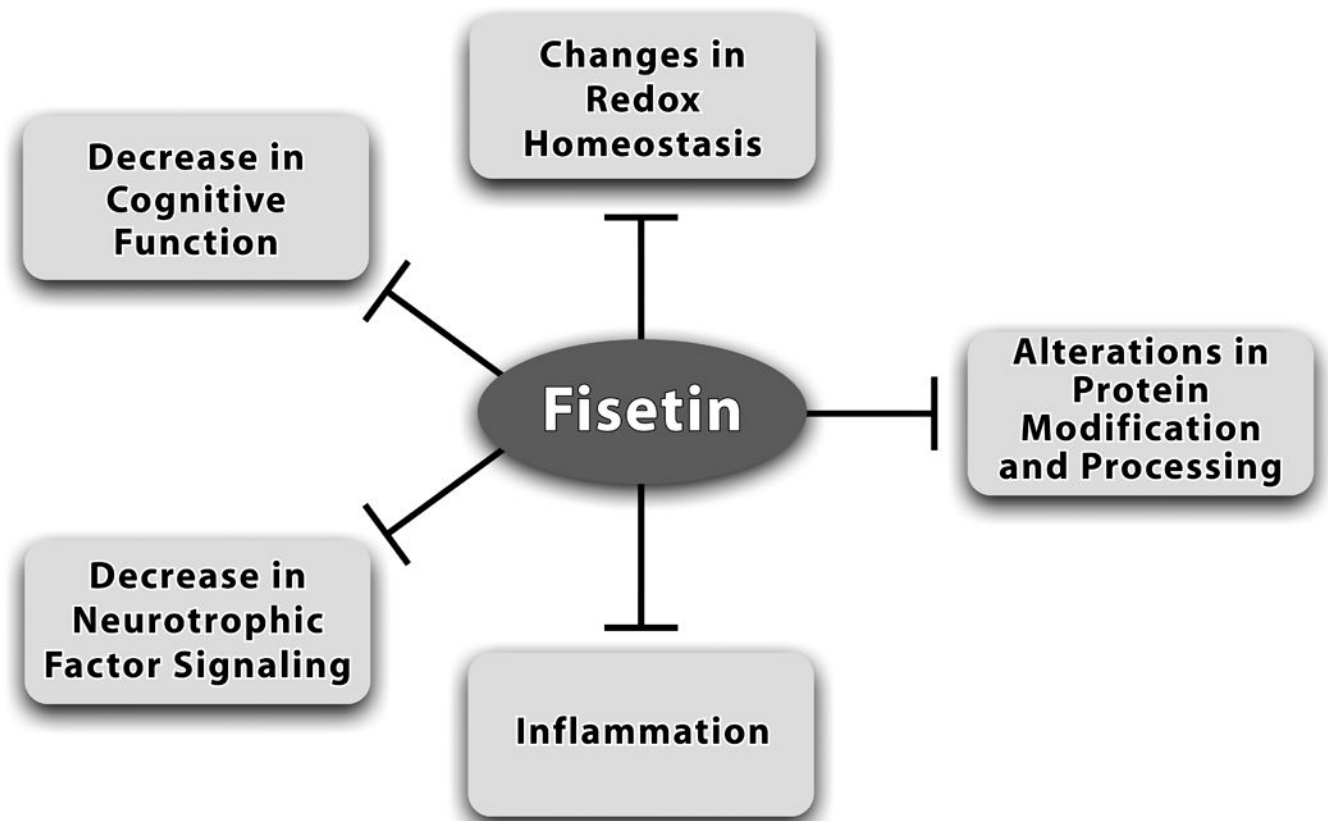 Changes in
Redox
Homeostasis
Decrease in
Cognitive
Function
Fisetin
Alterations in
Protein
Modification
and Processing
Decrease in
Neurotrophic
Factor Signaling
Inflammation